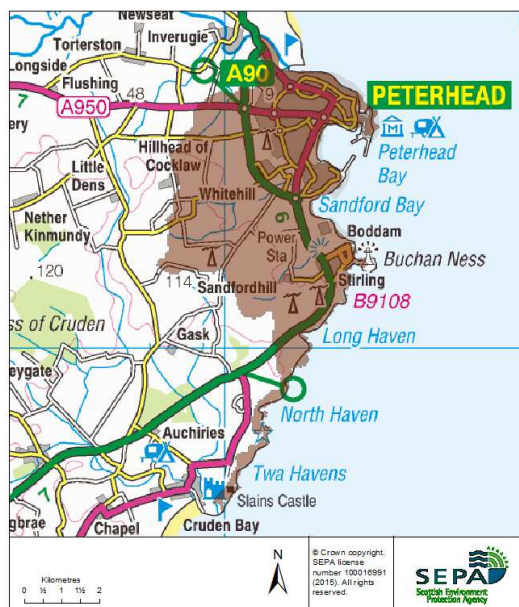 Newseat
Inverugie
Torterston
Longside
A90
Flushing
7
48
19
A950
PETERHEAD
ery
Hillhead of
Cocklaw
Peterhead
Bay
Little
Dens
Whitehill
Sandford Bay
Nether
Kinmundy
9
Boddam
Power
Sta
Buchan Ness
120
114
Stirling
Sandfordhill
B9108
ss of Cruden
Gask
Long Haven
eygate
North Haven
Auchiries
Twa Havens
7
Slains Castle
gbrae
Chapel
Cruden Bay
Kilometres
0 ½ 1 1½ 2
N
© Crown copyright.
SEPA license
number 100016991
(2015). All rights
reserved.
SEPA
Scottish Environment
Protection Agency